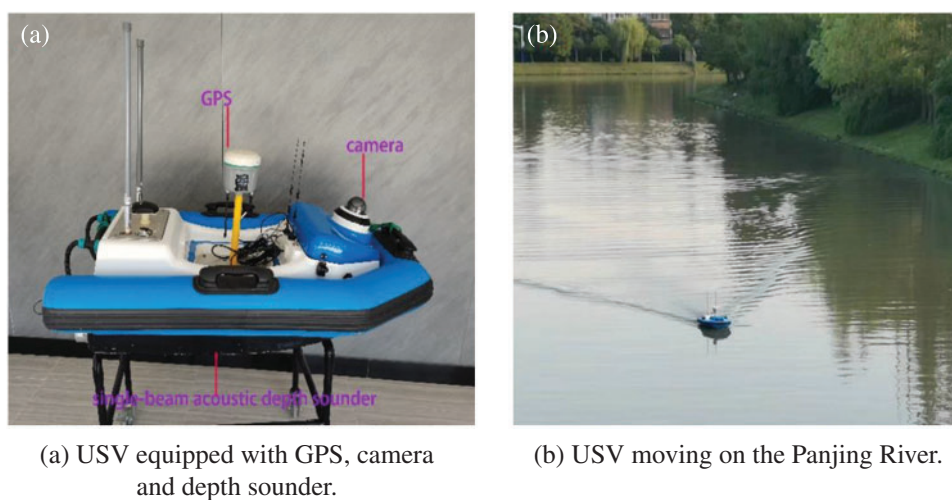 (a)
GPS
camera
single-beam acoustic depth sounder
(b)
(a) USV equipped with GPS, camera
and depth sounder.
(b) USV moving on the Panjing River.